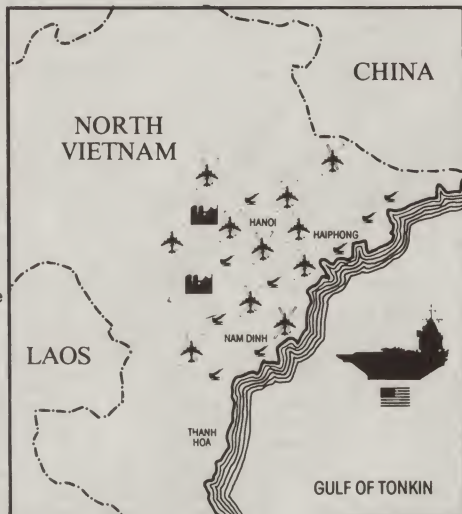 CHINA
NORTH
VIETNAM
HANOI
HAIPHONG
NAM DINH
LAOS
THANH
HOA
GULF OF TONKIN